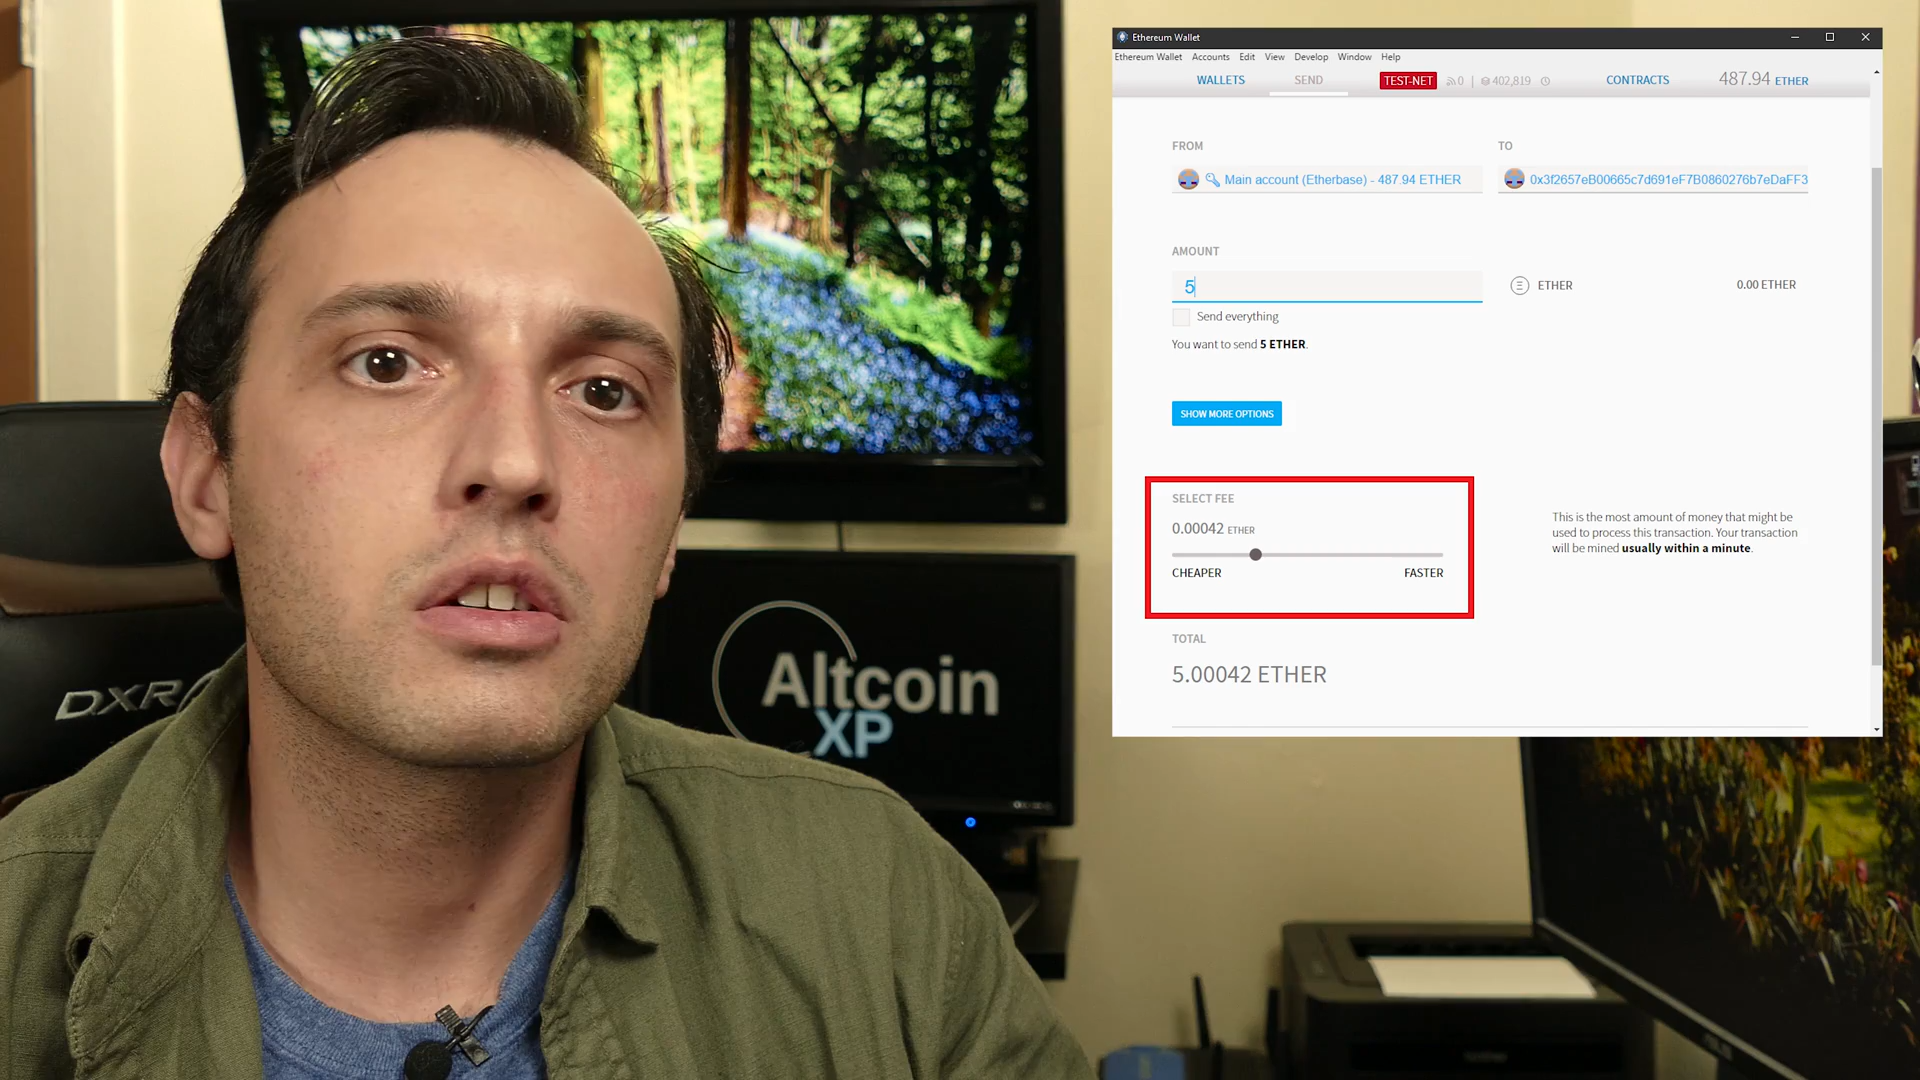 Ethereum Wallet
Ethereum Wallet Accounts Edit View Develop Window Help
WALLETS SEND TEST-NET 0 | 402,819 CONTRACTS 487.94 ETHER
FROM TO
Main account (Etherbase) - 487.94 ETHER 0x3f2657eB00665c7d691eF7B0860276b7eDaFF3
AMOUNT
5 ETHER 0.00 ETHER
Send everything
You want to send 5 ETHER.
SHOW MORE OPTIONS
SELECT FEE
0.00042 ETHER
CHEAPER FASTER
This is the most amount of money that might be
used to process this transaction. Your transaction
will be mined usually within a minute.
TOTAL
5.00042 ETHER
Altcoin
XP